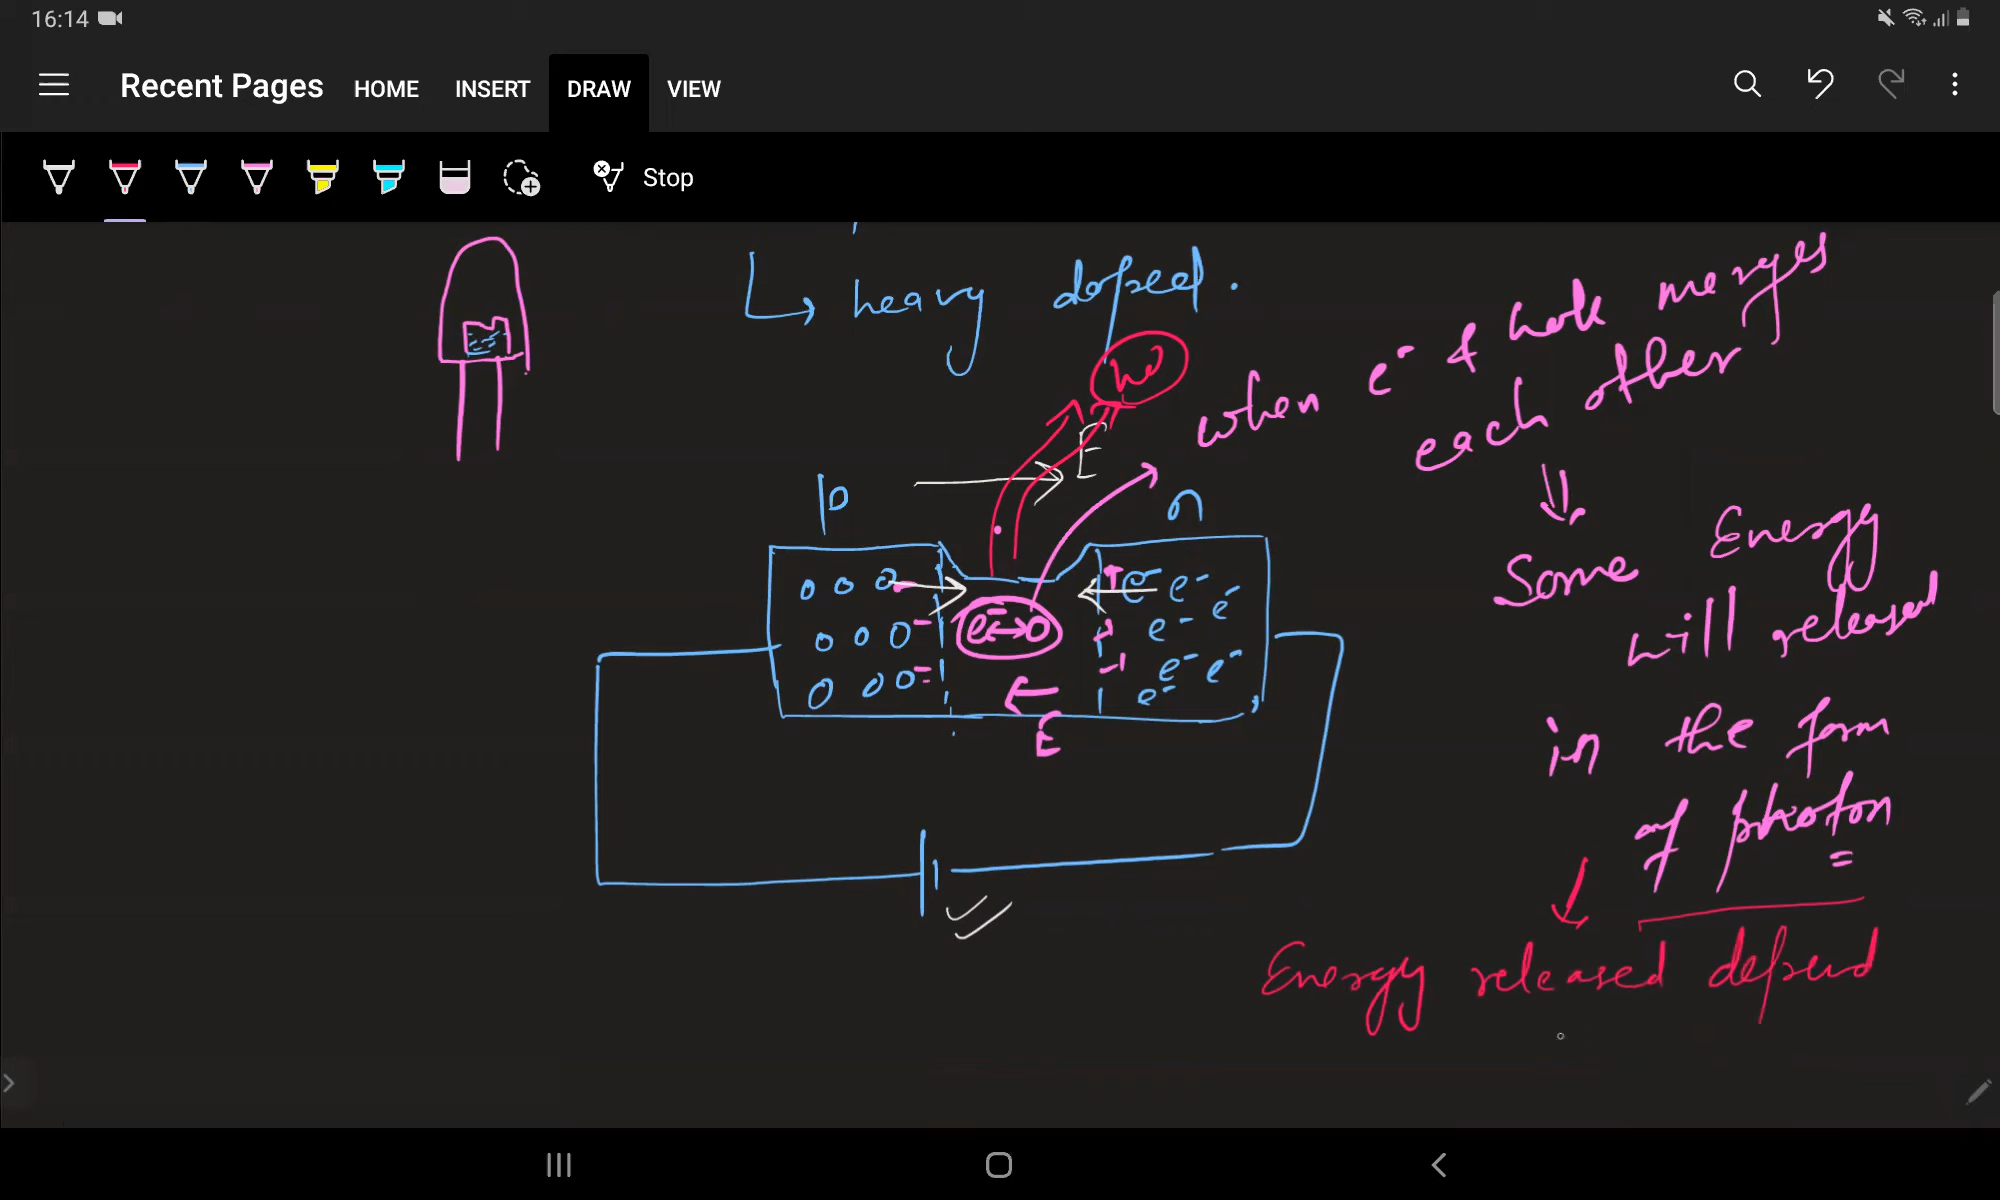 16:14
Recent Pages HOME INSERT DRAW VIEW
Stop
↳ heavy doped.
hν
when e⁻ & hole merges
each other
⇓
Some Energy
will released
in the form
of photon
↓
Energy released depend
E
p n
o o o e⁻ e⁻ e⁻
e⁻↔o
o o o e⁻
o o o e⁻ e⁻
e⁻
E